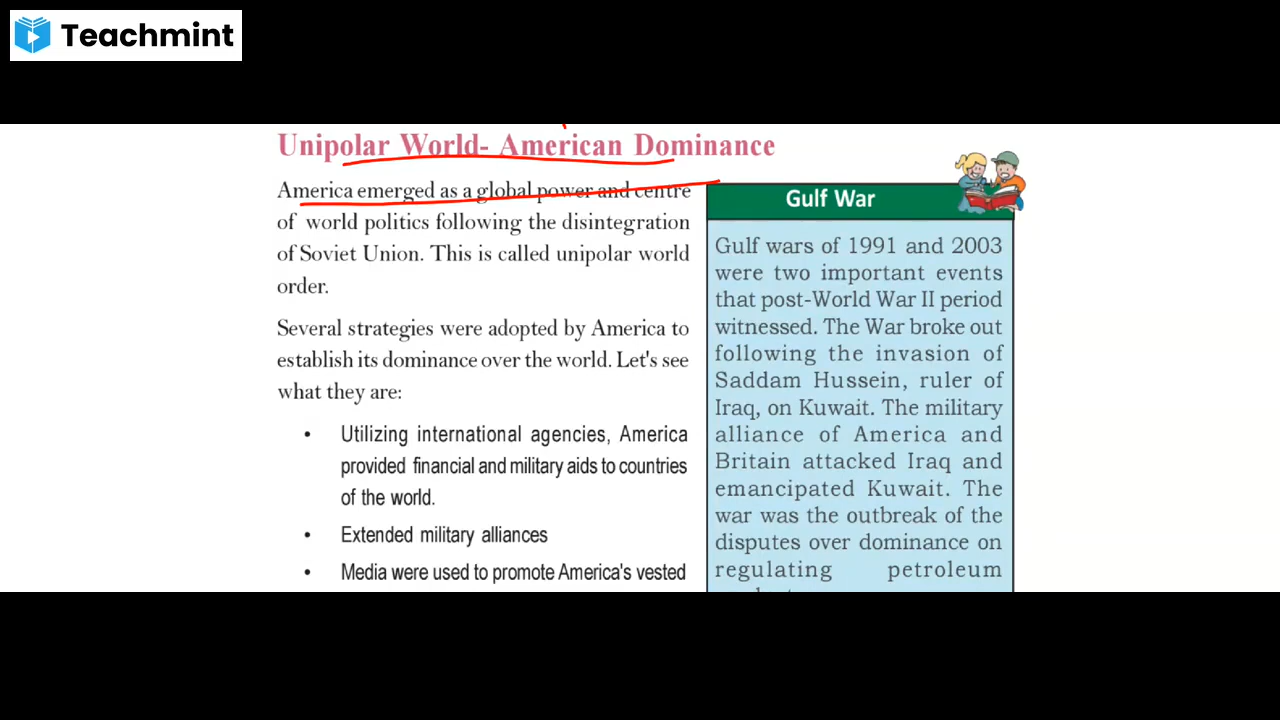 Teachmint
Unipolar World- American Dominance
America emerged as a global power and centre
of world politics following the disintegration
of Soviet Union. This is called unipolar world
order.
Several strategies were adopted by America to
establish its dominance over the world. Let's see
what they are:
• Utilizing international agencies, America
provided financial and military aids to countries
of the world.
• Extended military alliances
• Media were used to promote America's vested
Gulf War
Gulf wars of 1991 and 2003
were two important events
that post-World War II period
witnessed. The War broke out
following the invasion of
Saddam Hussein, ruler of
Iraq, on Kuwait. The military
alliance of America and
Britain attacked Iraq and
emancipated Kuwait. The
war was the outbreak of the
disputes over dominance on
regulating petroleum